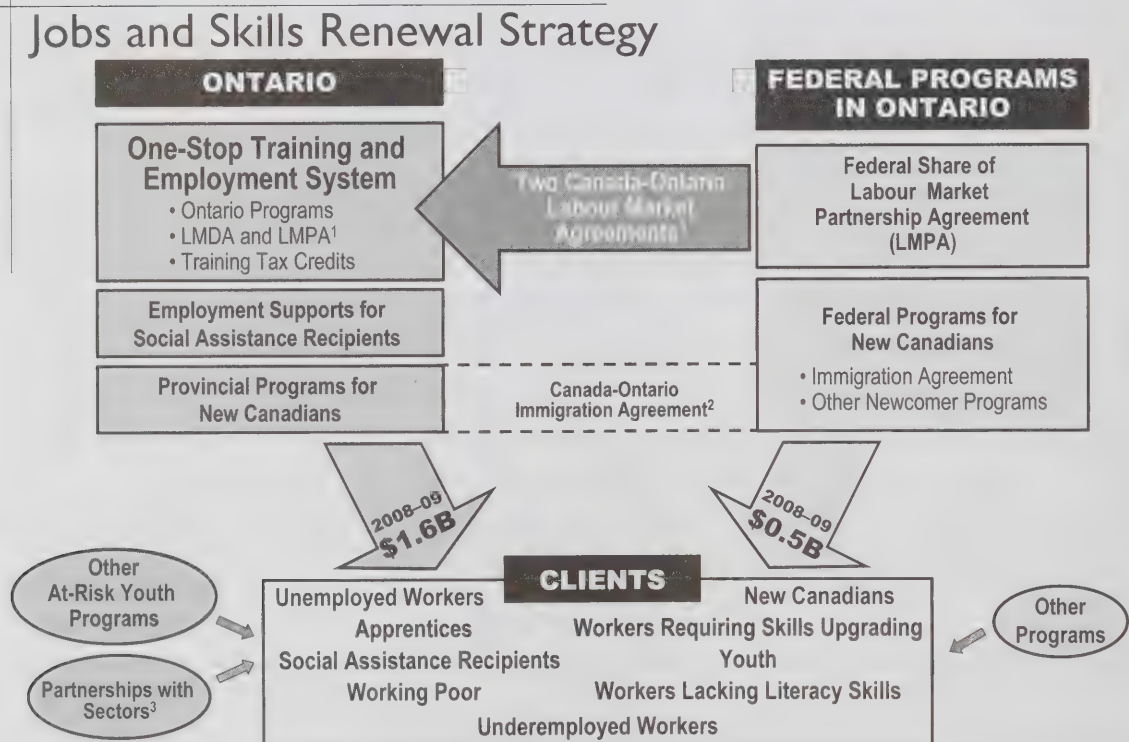 Jobs and Skills Renewal Strategy
ONTARIO
One-Stop Training and
Employment System
• Ontario Programs
• LMDA and LMPA¹
• Training Tax Credits
Employment Supports for
Social Assistance Recipients
Provincial Programs for
New Canadians
Two Canada-Ontario
Labour Market
Agreements¹
Canada-Ontario
Immigration Agreement²
FEDERAL PROGRAMS
IN ONTARIO
Federal Share of
Labour Market
Partnership Agreement
(LMPA)
Federal Programs for
New Canadians
• Immigration Agreement
• Other Newcomer Programs
2008–09
$1.6B
2008–09
$0.5B
Other
At-Risk Youth
Programs
Partnerships with
Sectors³
CLIENTS
Unemployed Workers
New Canadians
Apprentices
Workers Requiring Skills Upgrading
Social Assistance Recipients
Youth
Working Poor
Workers Lacking Literacy Skills
Underemployed Workers
Other
Programs